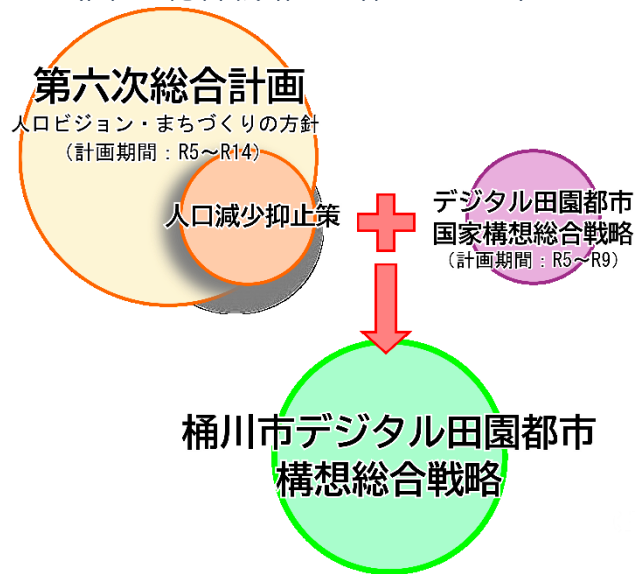 第六次総合計画
人口ビジョン・まちづくりの方針
（計画期間：R5～R14）
人口減少抑止策
デジタル田園都市
国家構想総合戦略
（計画期間：R5～R9）
桶川市デジタル田園都市
構想総合戦略